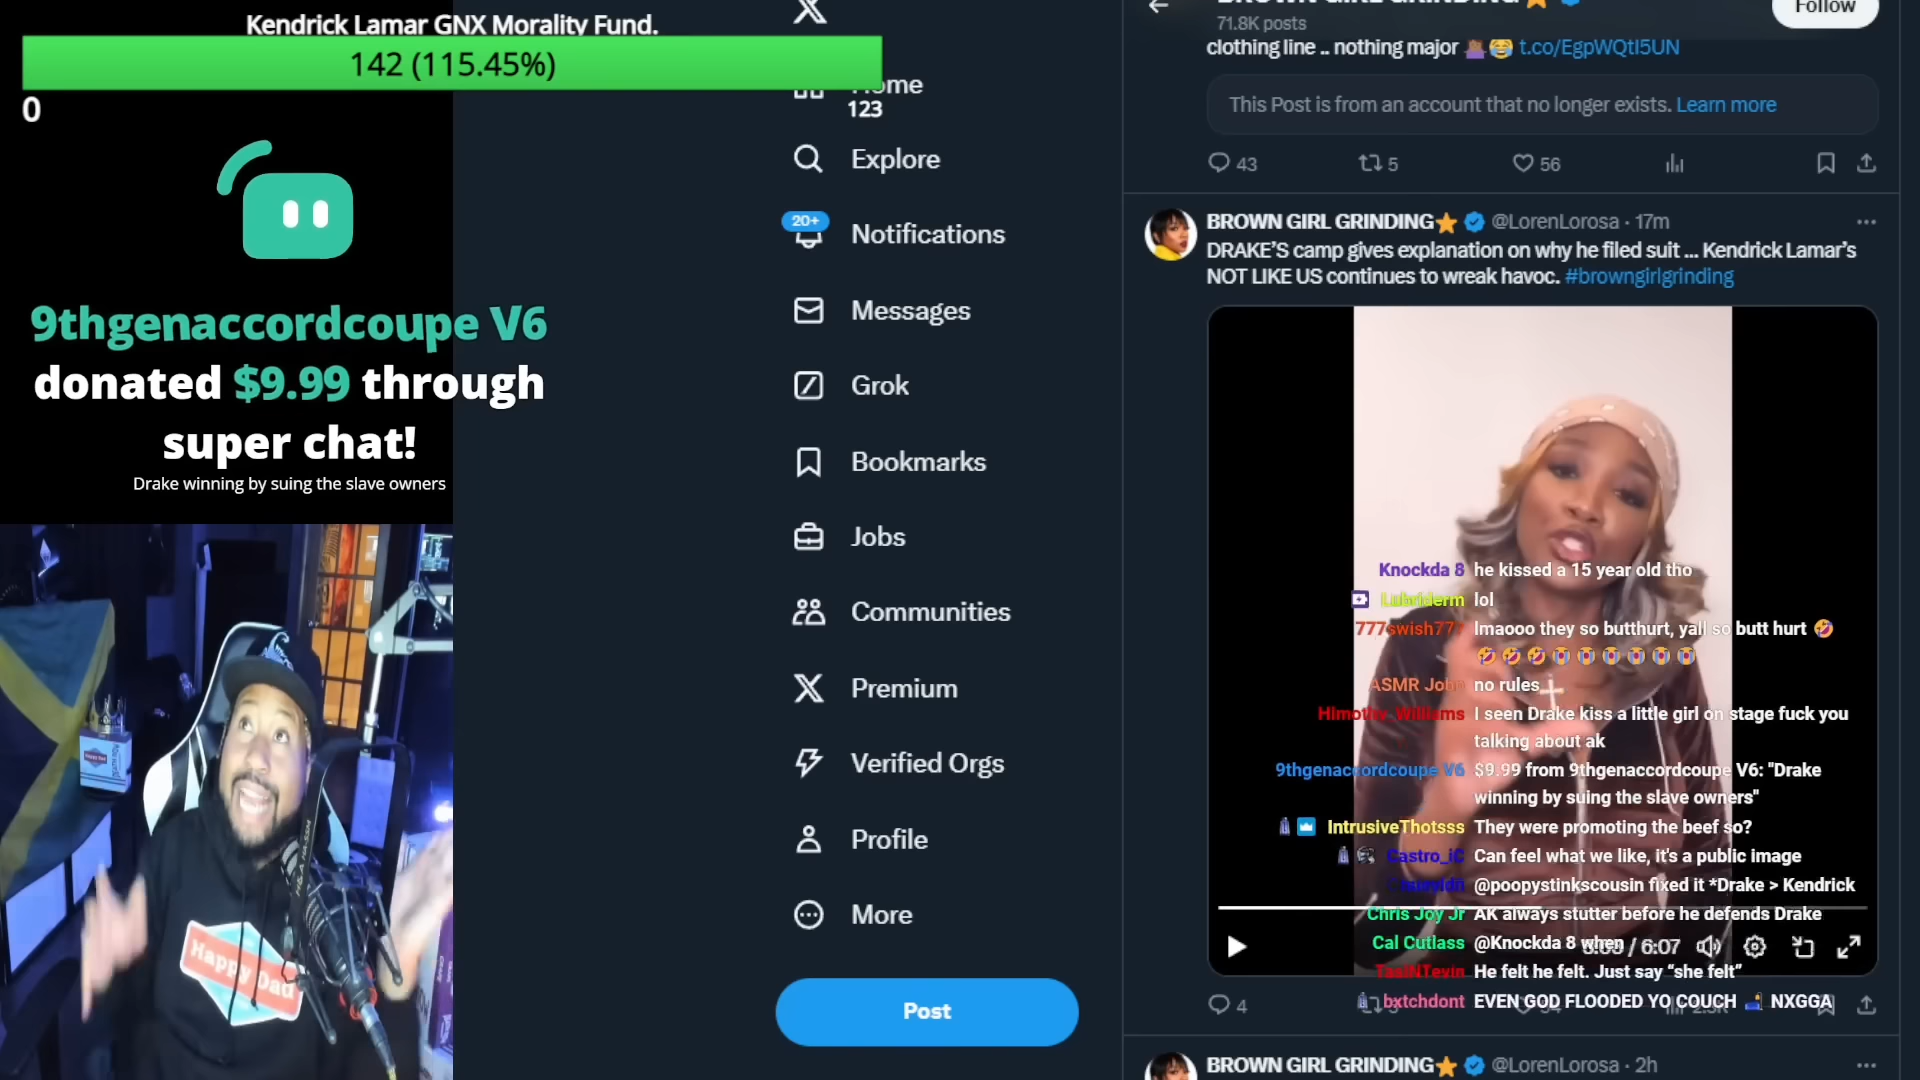 Kendrick Lamar GNX Morality Fund.
142 (115.45%)
0
123
9thgenaccordcoupe V6
donated $9.99 through
super chat!
Drake winning by suing the slave owners
Happy Dad
Home
Explore
20+
Notifications
Messages
Grok
Bookmarks
Jobs
Communities
Premium
Verified Orgs
Profile
More
Post
BROWN GIRL GRINDING
71.8K posts
Follow
clothing line .. nothing major 🤷🏾‍♀️😂 t.co/EgpWQtI5UN
This Post is from an account that no longer exists. Learn more
43 5 56
BROWN GIRL GRINDING⭐ @LorenLorosa · 17m
DRAKE’S camp gives explanation on why he filed suit ... Kendrick Lamar’s
NOT LIKE US continues to wreak havoc. #browngirlgrinding
Knockda 8 he kissed a 15 year old tho
Lubriderm lol
777swish777 lmaooo they so butthurt, yall so butt hurt 🤣
🤣🤣🤣😭😭😭😭😭😭
ASMR John no rules
HImothy Williams I seen Drake kiss a little girl on stage fuck you
talking about ak
9thgenaccordcoupe V6 $9.99 from 9thgenaccordcoupe V6: "Drake
winning by suing the slave owners"
IntrusiveThotsss They were promoting the beef so?
Castro_iC Can feel what we like, it's a public image
@poopystinkscousin fixed it *Drake > Kendrick
Chris Joy Jr AK always stutter before he defends Drake
Cal Cutlass @Knockda 8 when
/ 6:07
He felt he felt. Just say “she felt”
bxtchdont EVEN GOD FLOODED YO COUCH 🛋️ NXGGA
4
BROWN GIRL GRINDING⭐ @LorenLorosa · 2h